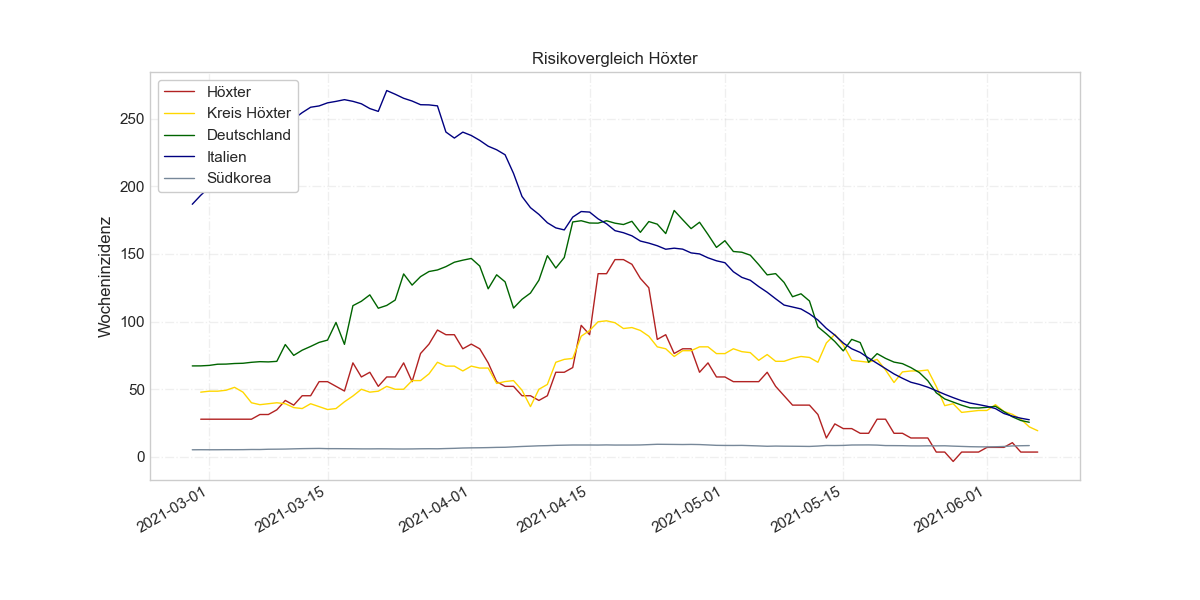 Risikovergleich Höxter
Höxter
Kreis Höxter
Deutschland
Italien
Südkorea
Wocheninzidenz
250
200
150
100
50
0
2021-03-01
2021-03-15
2021-04-01
2021-04-15
2021-05-01
2021-05-15
2021-06-01